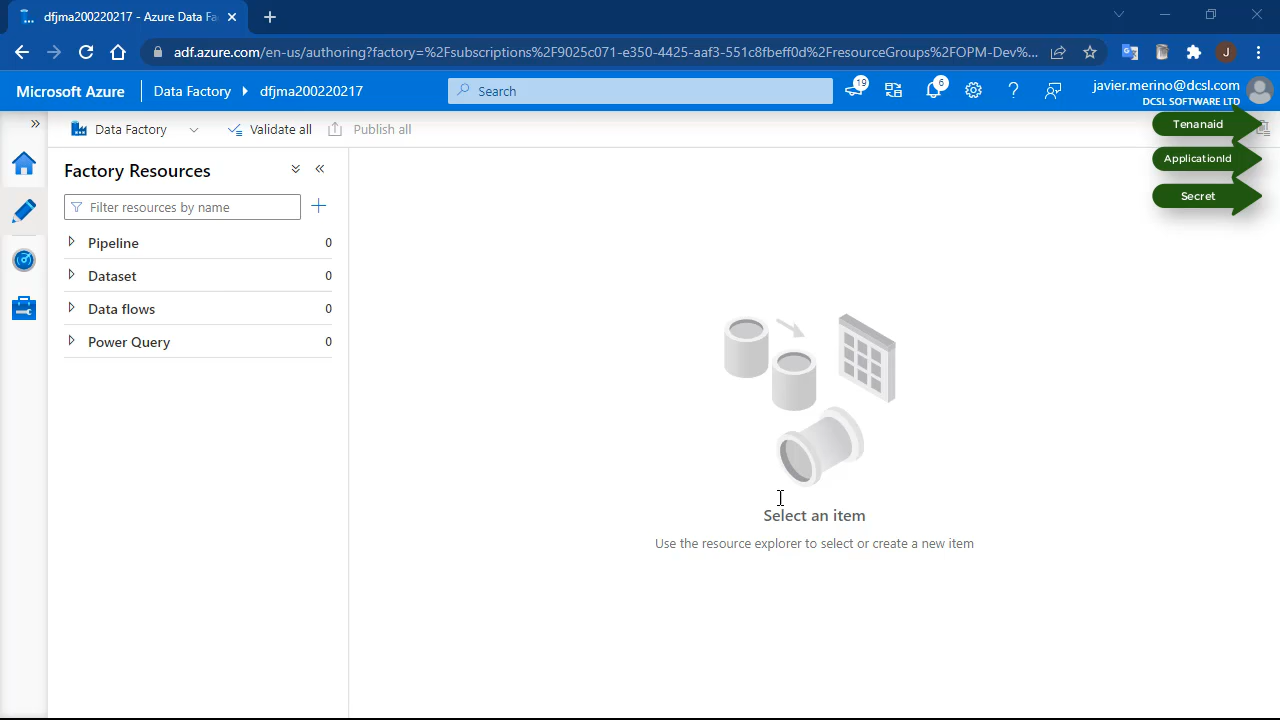 dfjma200220217 - Azure Data Fa
adf.azure.com/en-us/authoring?factory=%2Fsubscriptions%2F9025c071-e350-4425-aaf3-551c8fbeff0d%2FresourceGroups%2FOPM-Dev%...
J
Microsoft Azure
Data Factory
dfjma200220217
Search
19
6
javier.merino@dcsl.com
DCSL SOFTWARE LTD
Data Factory
Validate all
Publish all
Tenanaid
ApplicationId
Secret
Factory Resources
Filter resources by name
Pipeline 0
Dataset 0
Data flows 0
Power Query 0
Select an item
Use the resource explorer to select or create a new item